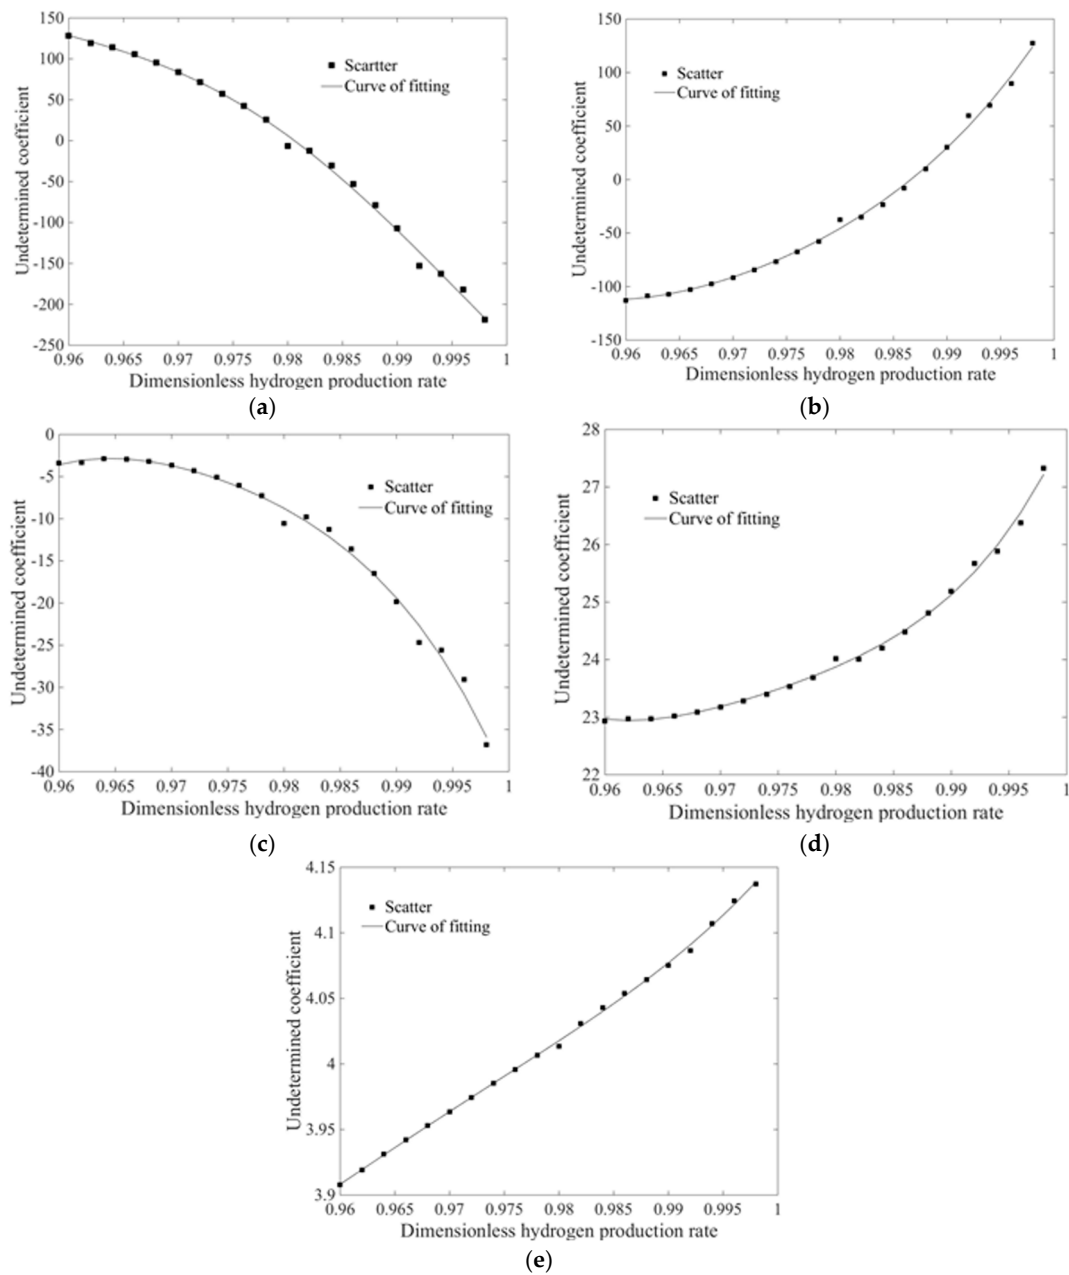 150
100
50
0
-50
-100
-150
-200
-250
Undetermined coefficient
Scartter
Curve of fitting
0.96 0.965 0.97 0.975 0.98 0.985 0.99 0.995 1
Dimensionless hydrogen production rate
(a)
150
100
50
0
-50
-100
-150
Undetermined coefficient
Scatter
Curve of fitting
0.96 0.965 0.97 0.975 0.98 0.985 0.99 0.995 1
Dimensionless hydrogen production rate
(b)
0
-5
-10
-15
-20
-25
-30
-35
-40
Undetermined coefficient
Scatter
Curve of fitting
0.96 0.965 0.97 0.975 0.98 0.985 0.99 0.995 1
Dimensionless hydrogen production rate
(c)
28
27
26
25
24
23
22
Undetermined coefficient
Scatter
Curve of fitting
0.96 0.965 0.97 0.975 0.98 0.985 0.99 0.995 1
Dimensionless hydrogen production rate
(d)
4.15
4.1
4.05
4
3.95
3.9
Undetermined coefficient
Scatter
Curve of fitting
0.96 0.965 0.97 0.975 0.98 0.985 0.99 0.995 1
Dimensionless hydrogen production rate
(e)